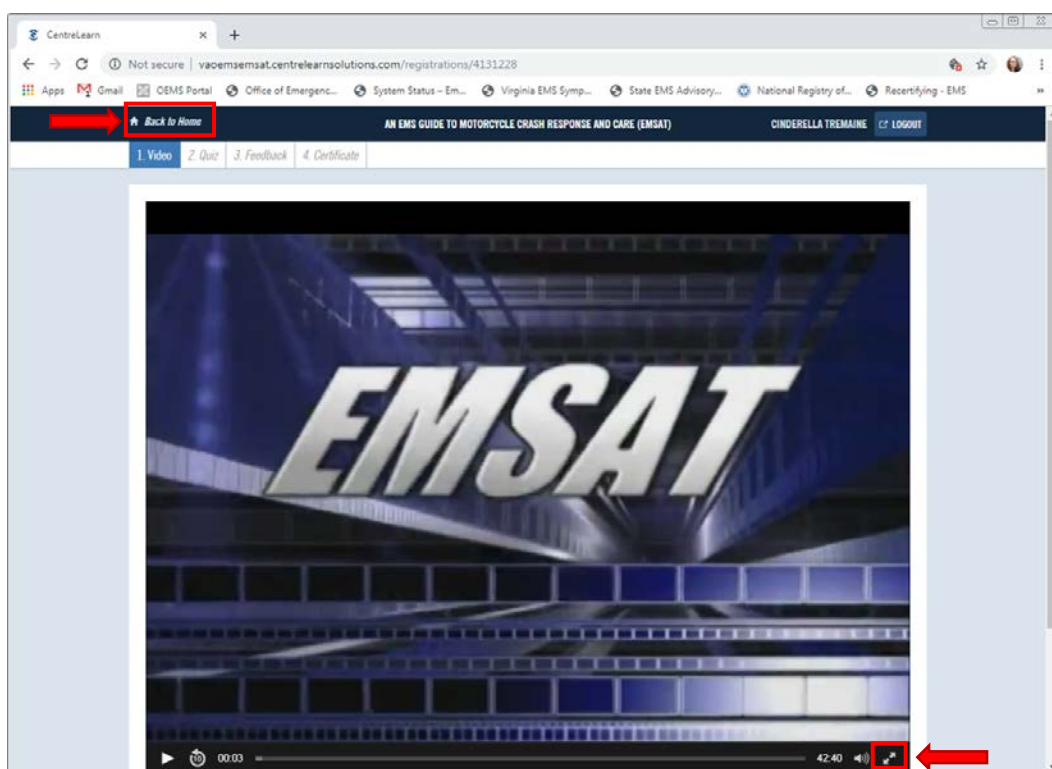 CentreLearn
Not secure | vaoemsemsat.centrelearnsolutions.com/registrations/4131228
Apps Gmail OEMS Portal Office of Emergenc... System Status – Em... Virginia EMS Symp... State EMS Advisory... National Registry of... Recertifying - EMS »
Back to Home AN EMS GUIDE TO MOTORCYCLE CRASH RESPONSE AND CARE (EMSAT) CINDERELLA TREMAINE LOGOUT
1. Video 2. Quiz 3. Feedback 4. Certificate
EMSAT
10 00:03 42:40